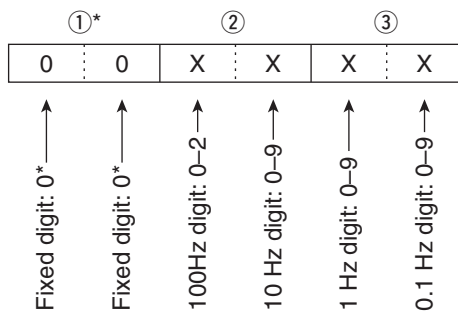 ①* ② ③
0 0 X X X X
Fixed digit: 0*
Fixed digit: 0*
100Hz digit: 0–2
10 Hz digit: 0–9
1 Hz digit: 0–9
0.1 Hz digit: 0–9